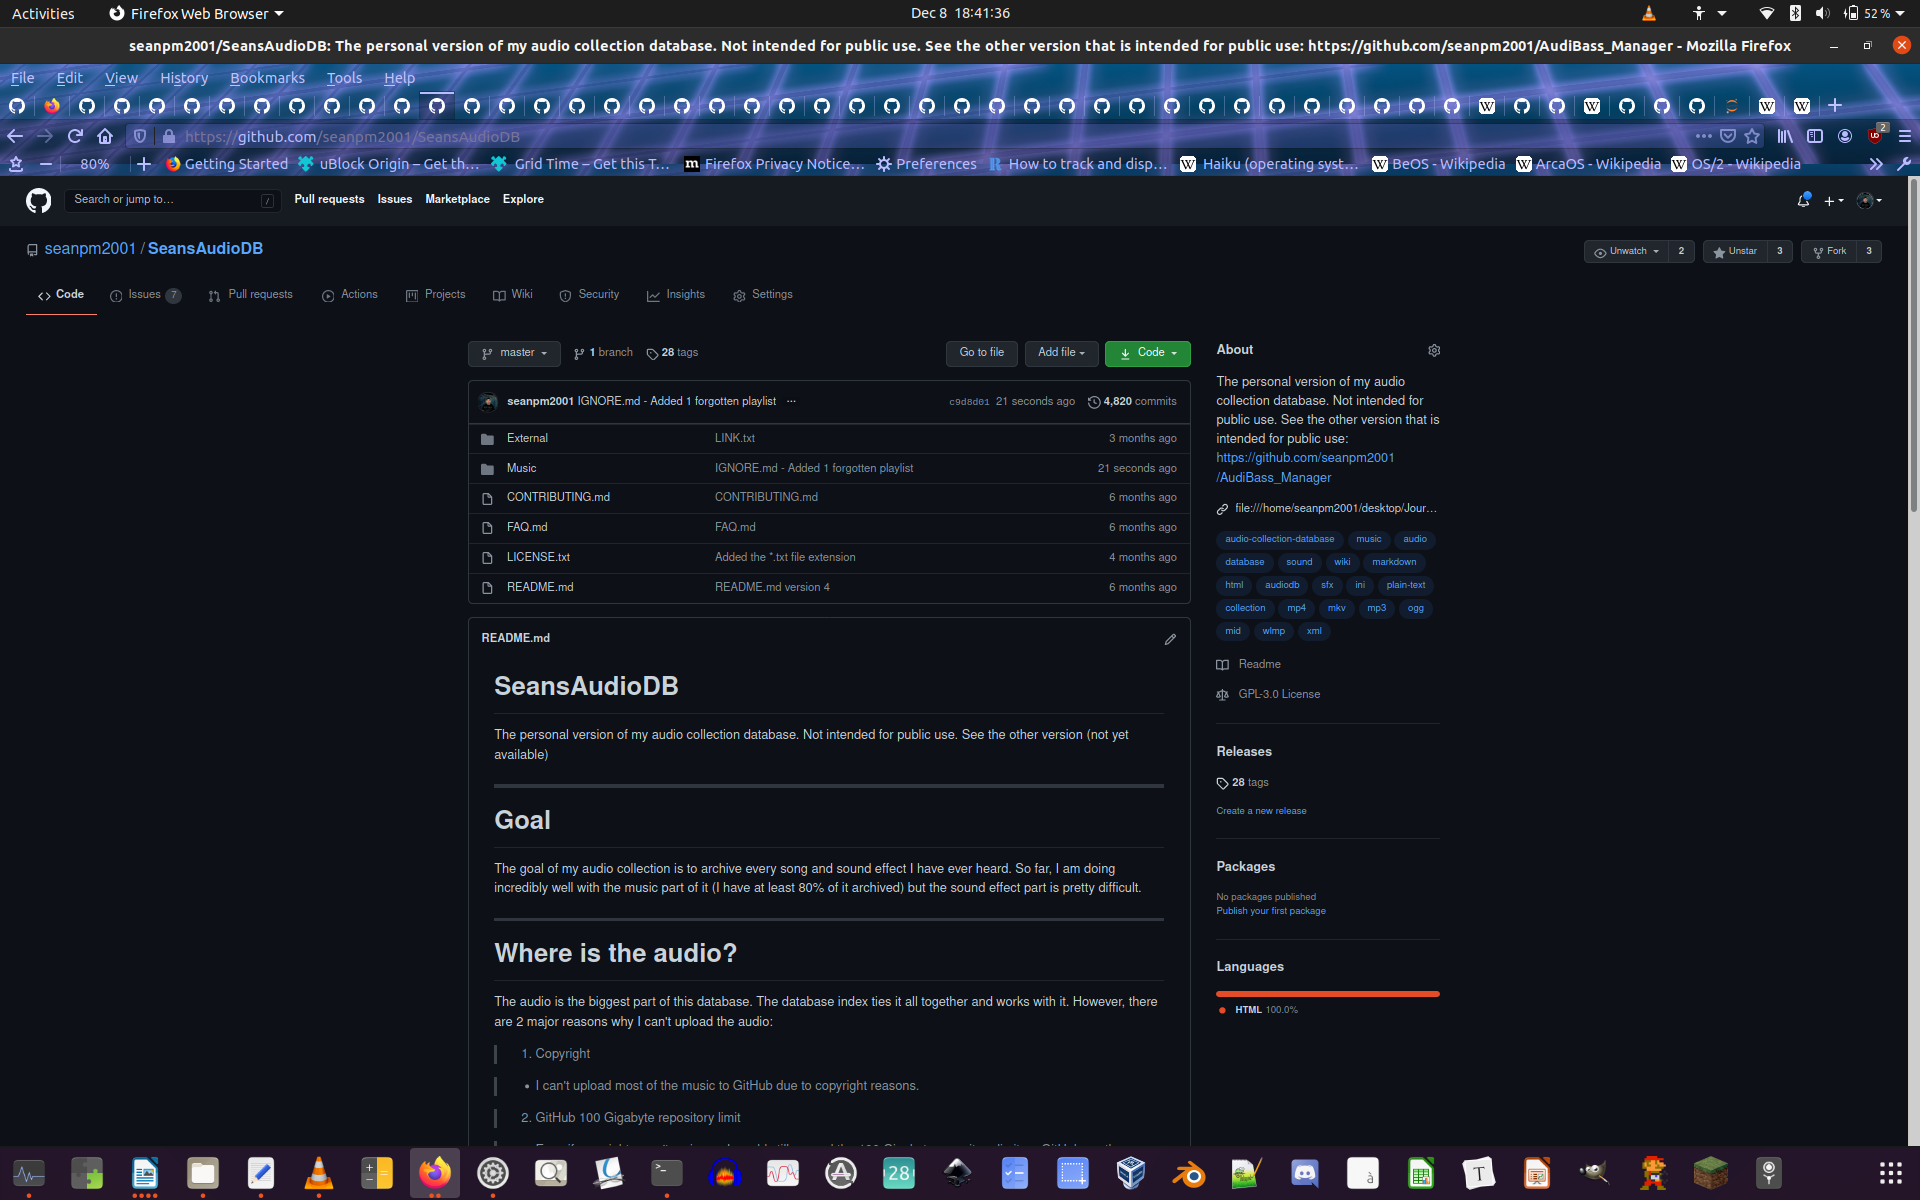 Activities Firefox Web Browser Dec 8 18:41:36 52 %
seanpm2001/SeansAudioDB: The personal version of my audio collection database. Not intended for public use. See the other version that is intended for public use: https://github.com/seanpm2001/AudiBass_Manager - Mozilla Firefox
File Edit View History Bookmarks Tools Help
https://github.com/seanpm2001/SeansAudioDB 2
80% Getting Started uBlock Origin – Get th… Grid Time – Get this T… Firefox Privacy Notice… Preferences How to track and disp… Haiku (operating syst… BeOS - Wikipedia ArcaOS - Wikipedia OS/2 - Wikipedia
Search or jump to… / Pull requests Issues Marketplace Explore
seanpm2001 / SeansAudioDB Unwatch 2 Unstar 3 Fork 3
Code Issues 7 Pull requests Actions Projects Wiki Security Insights Settings
master 1 branch 28 tags Go to file Add file Code
seanpm2001 IGNORE.md - Added 1 forgotten playlist ... c9d8d01 21 seconds ago 4,820 commits
External LINK.txt 3 months ago
Music IGNORE.md - Added 1 forgotten playlist 21 seconds ago
CONTRIBUTING.md CONTRIBUTING.md 6 months ago
FAQ.md FAQ.md 6 months ago
LICENSE.txt Added the *.txt file extension 4 months ago
README.md README.md version 4 6 months ago
README.md
SeansAudioDB
The personal version of my audio collection database. Not intended for public use. See the other version (not yet
available)
Goal
The goal of my audio collection is to archive every song and sound effect I have ever heard. So far, I am doing
incredibly well with the music part of it (I have at least 80% of it archived) but the sound effect part is pretty difficult.
Where is the audio?
The audio is the biggest part of this database. The database index ties it all together and works with it. However, there
are 2 major reasons why I can't upload the audio:
1. Copyright
• I can't upload most of the music to GitHub due to copyright reasons.
2. GitHub 100 Gigabyte repository limit
About
The personal version of my audio
collection database. Not intended for
public use. See the other version that is
intended for public use:
https://github.com/seanpm2001
/AudiBass_Manager
file:///home/seanpm2001/desktop/Jour…
audio-collection-database music audio
database sound wiki markdown
html audiodb sfx ini plain-text
collection mp4 mkv mp3 ogg
mid wlmp xml
Readme
GPL-3.0 License
Releases
28 tags
Create a new release
Packages
No packages published
Publish your first package
Languages
HTML 100.0%
28